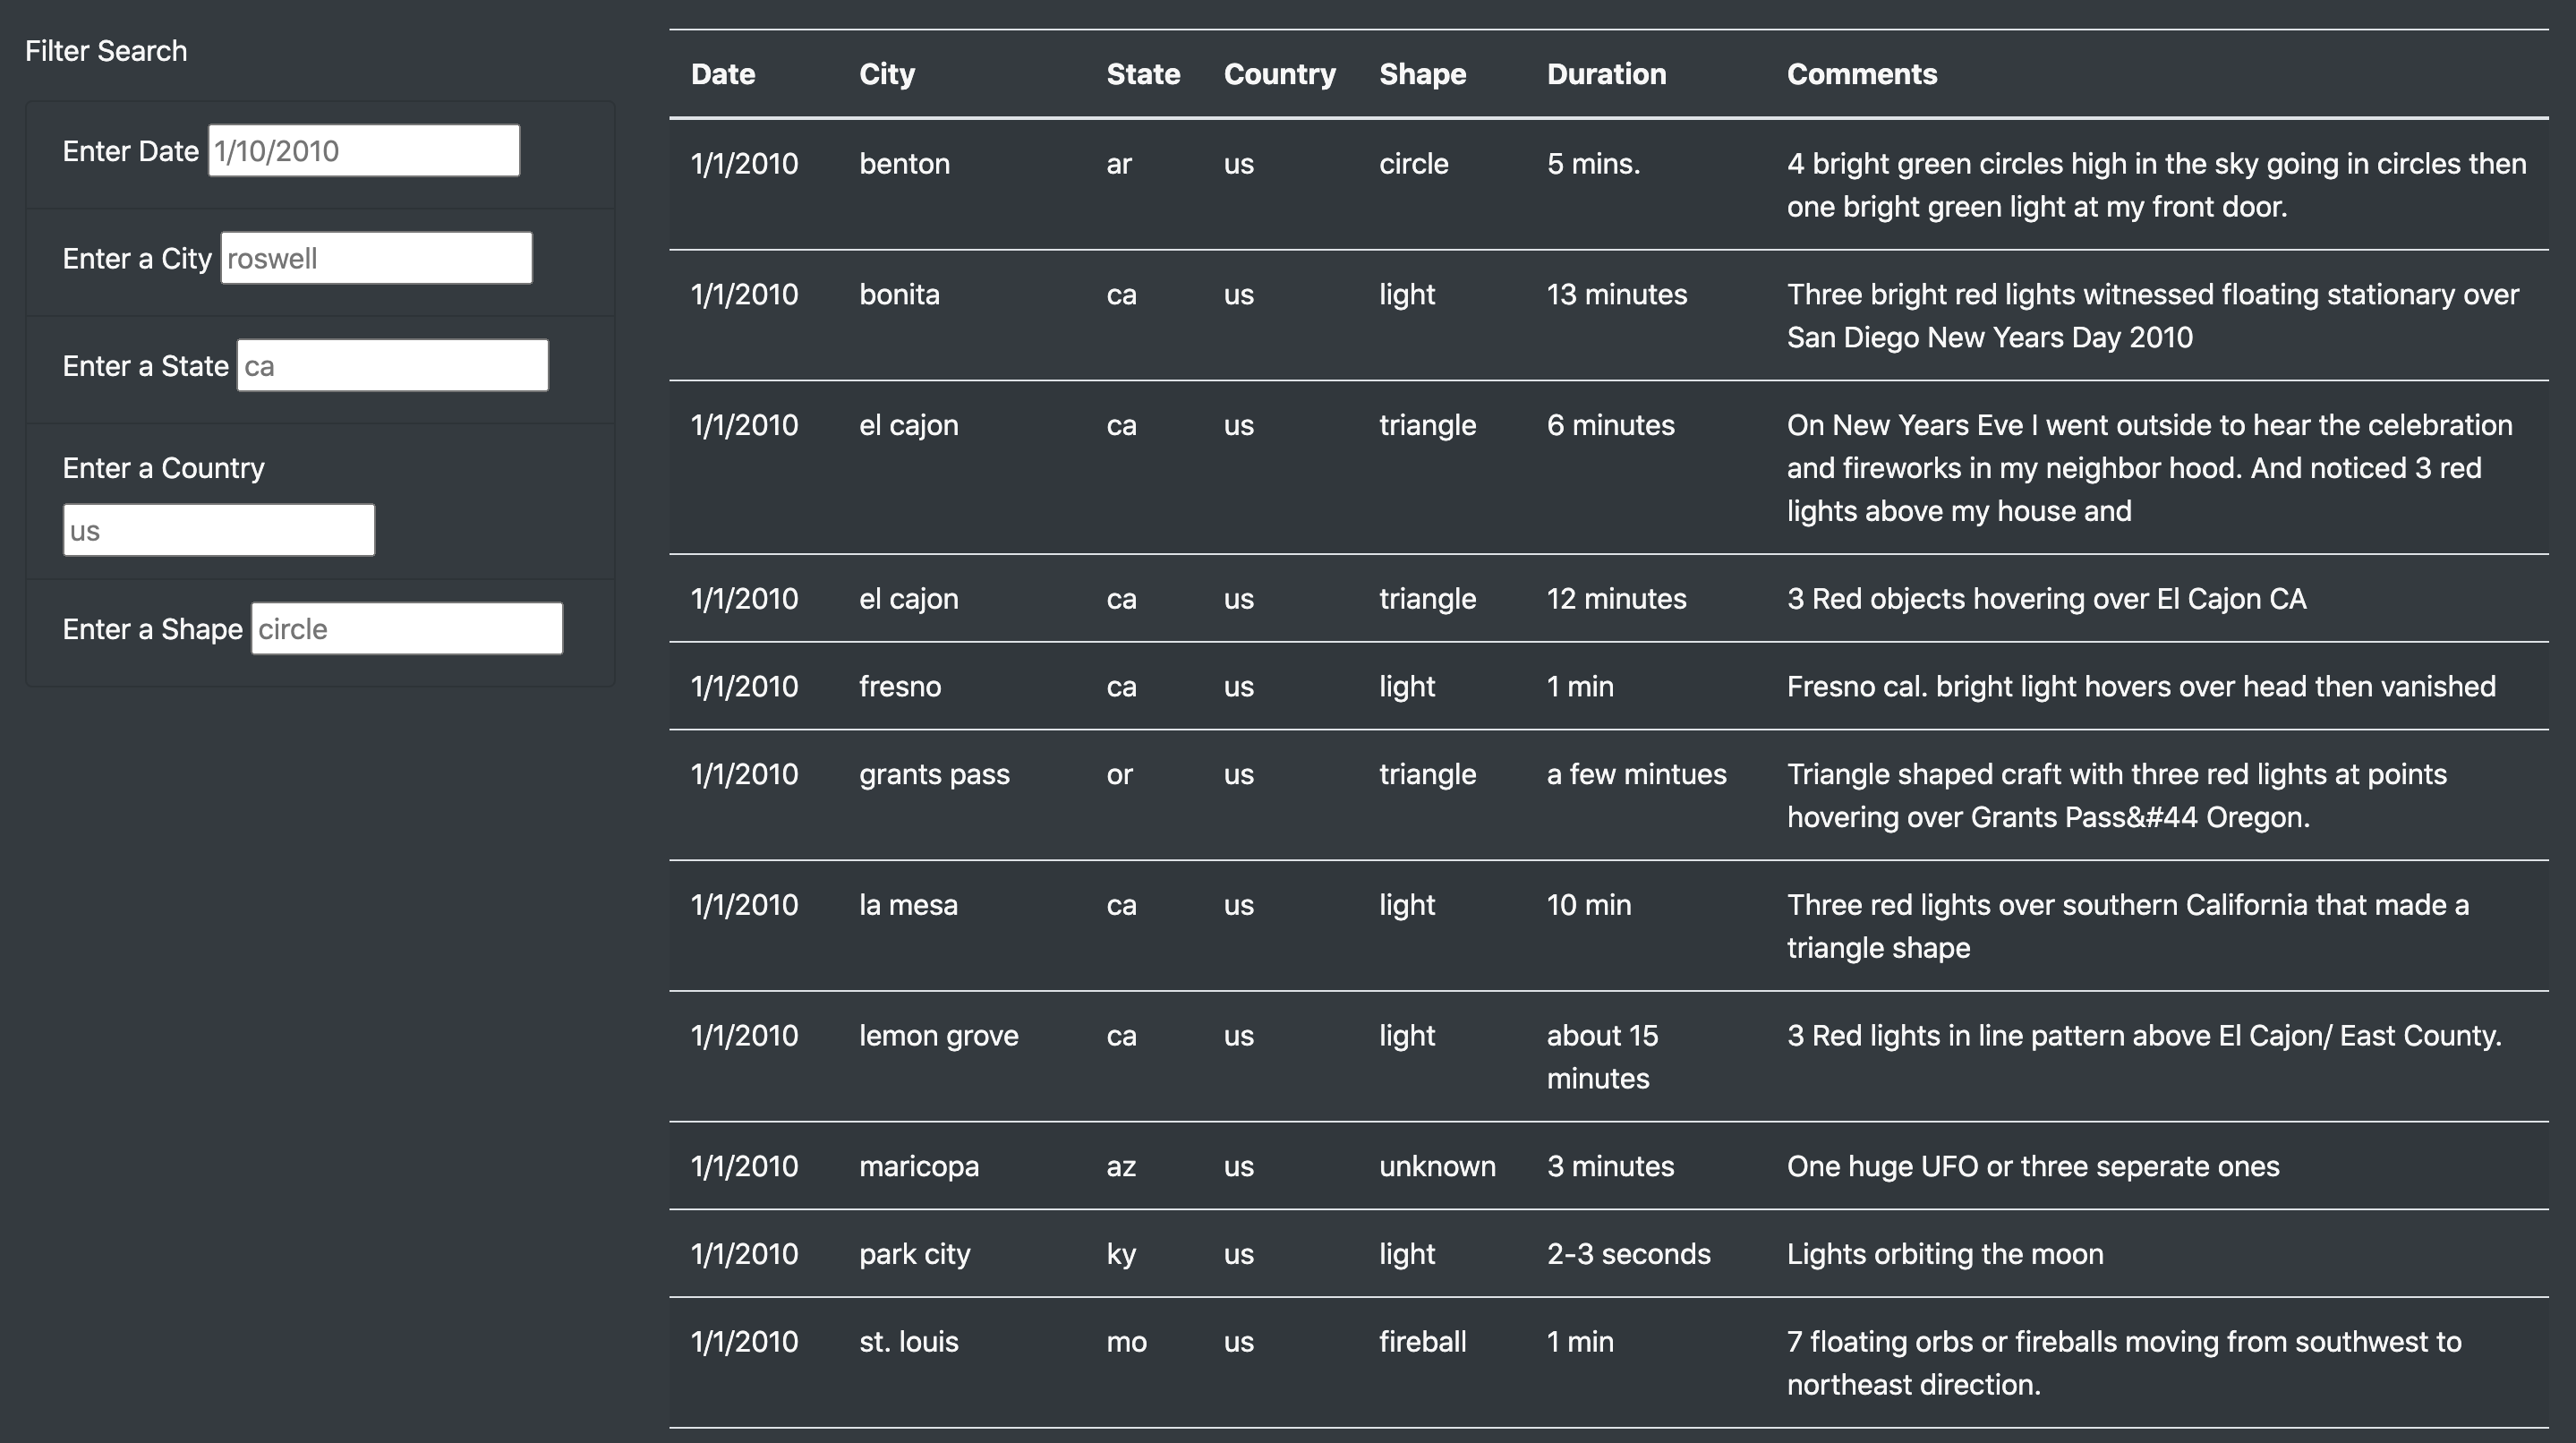 Filter Search
Enter Date 1/10/2010
Enter a City roswell
Enter a State ca
Enter a Country
us
Enter a Shape circle
Date City State Country Shape Duration Comments
1/1/2010 benton ar us circle 5 mins. 4 bright green circles high in the sky going in circles then
one bright green light at my front door.
1/1/2010 bonita ca us light 13 minutes Three bright red lights witnessed floating stationary over
San Diego New Years Day 2010
1/1/2010 el cajon ca us triangle 6 minutes On New Years Eve I went outside to hear the celebration
and fireworks in my neighbor hood. And noticed 3 red
lights above my house and
1/1/2010 el cajon ca us triangle 12 minutes 3 Red objects hovering over El Cajon CA
1/1/2010 fresno ca us light 1 min Fresno cal. bright light hovers over head then vanished
1/1/2010 grants pass or us triangle a few mintues Triangle shaped craft with three red lights at points
hovering over Grants Pass&#44 Oregon.
1/1/2010 la mesa ca us light 10 min Three red lights over southern California that made a
triangle shape
1/1/2010 lemon grove ca us light about 15 3 Red lights in line pattern above El Cajon/ East County.
minutes
1/1/2010 maricopa az us unknown 3 minutes One huge UFO or three seperate ones
1/1/2010 park city ky us light 2-3 seconds Lights orbiting the moon
1/1/2010 st. louis mo us fireball 1 min 7 floating orbs or fireballs moving from southwest to
northeast direction.